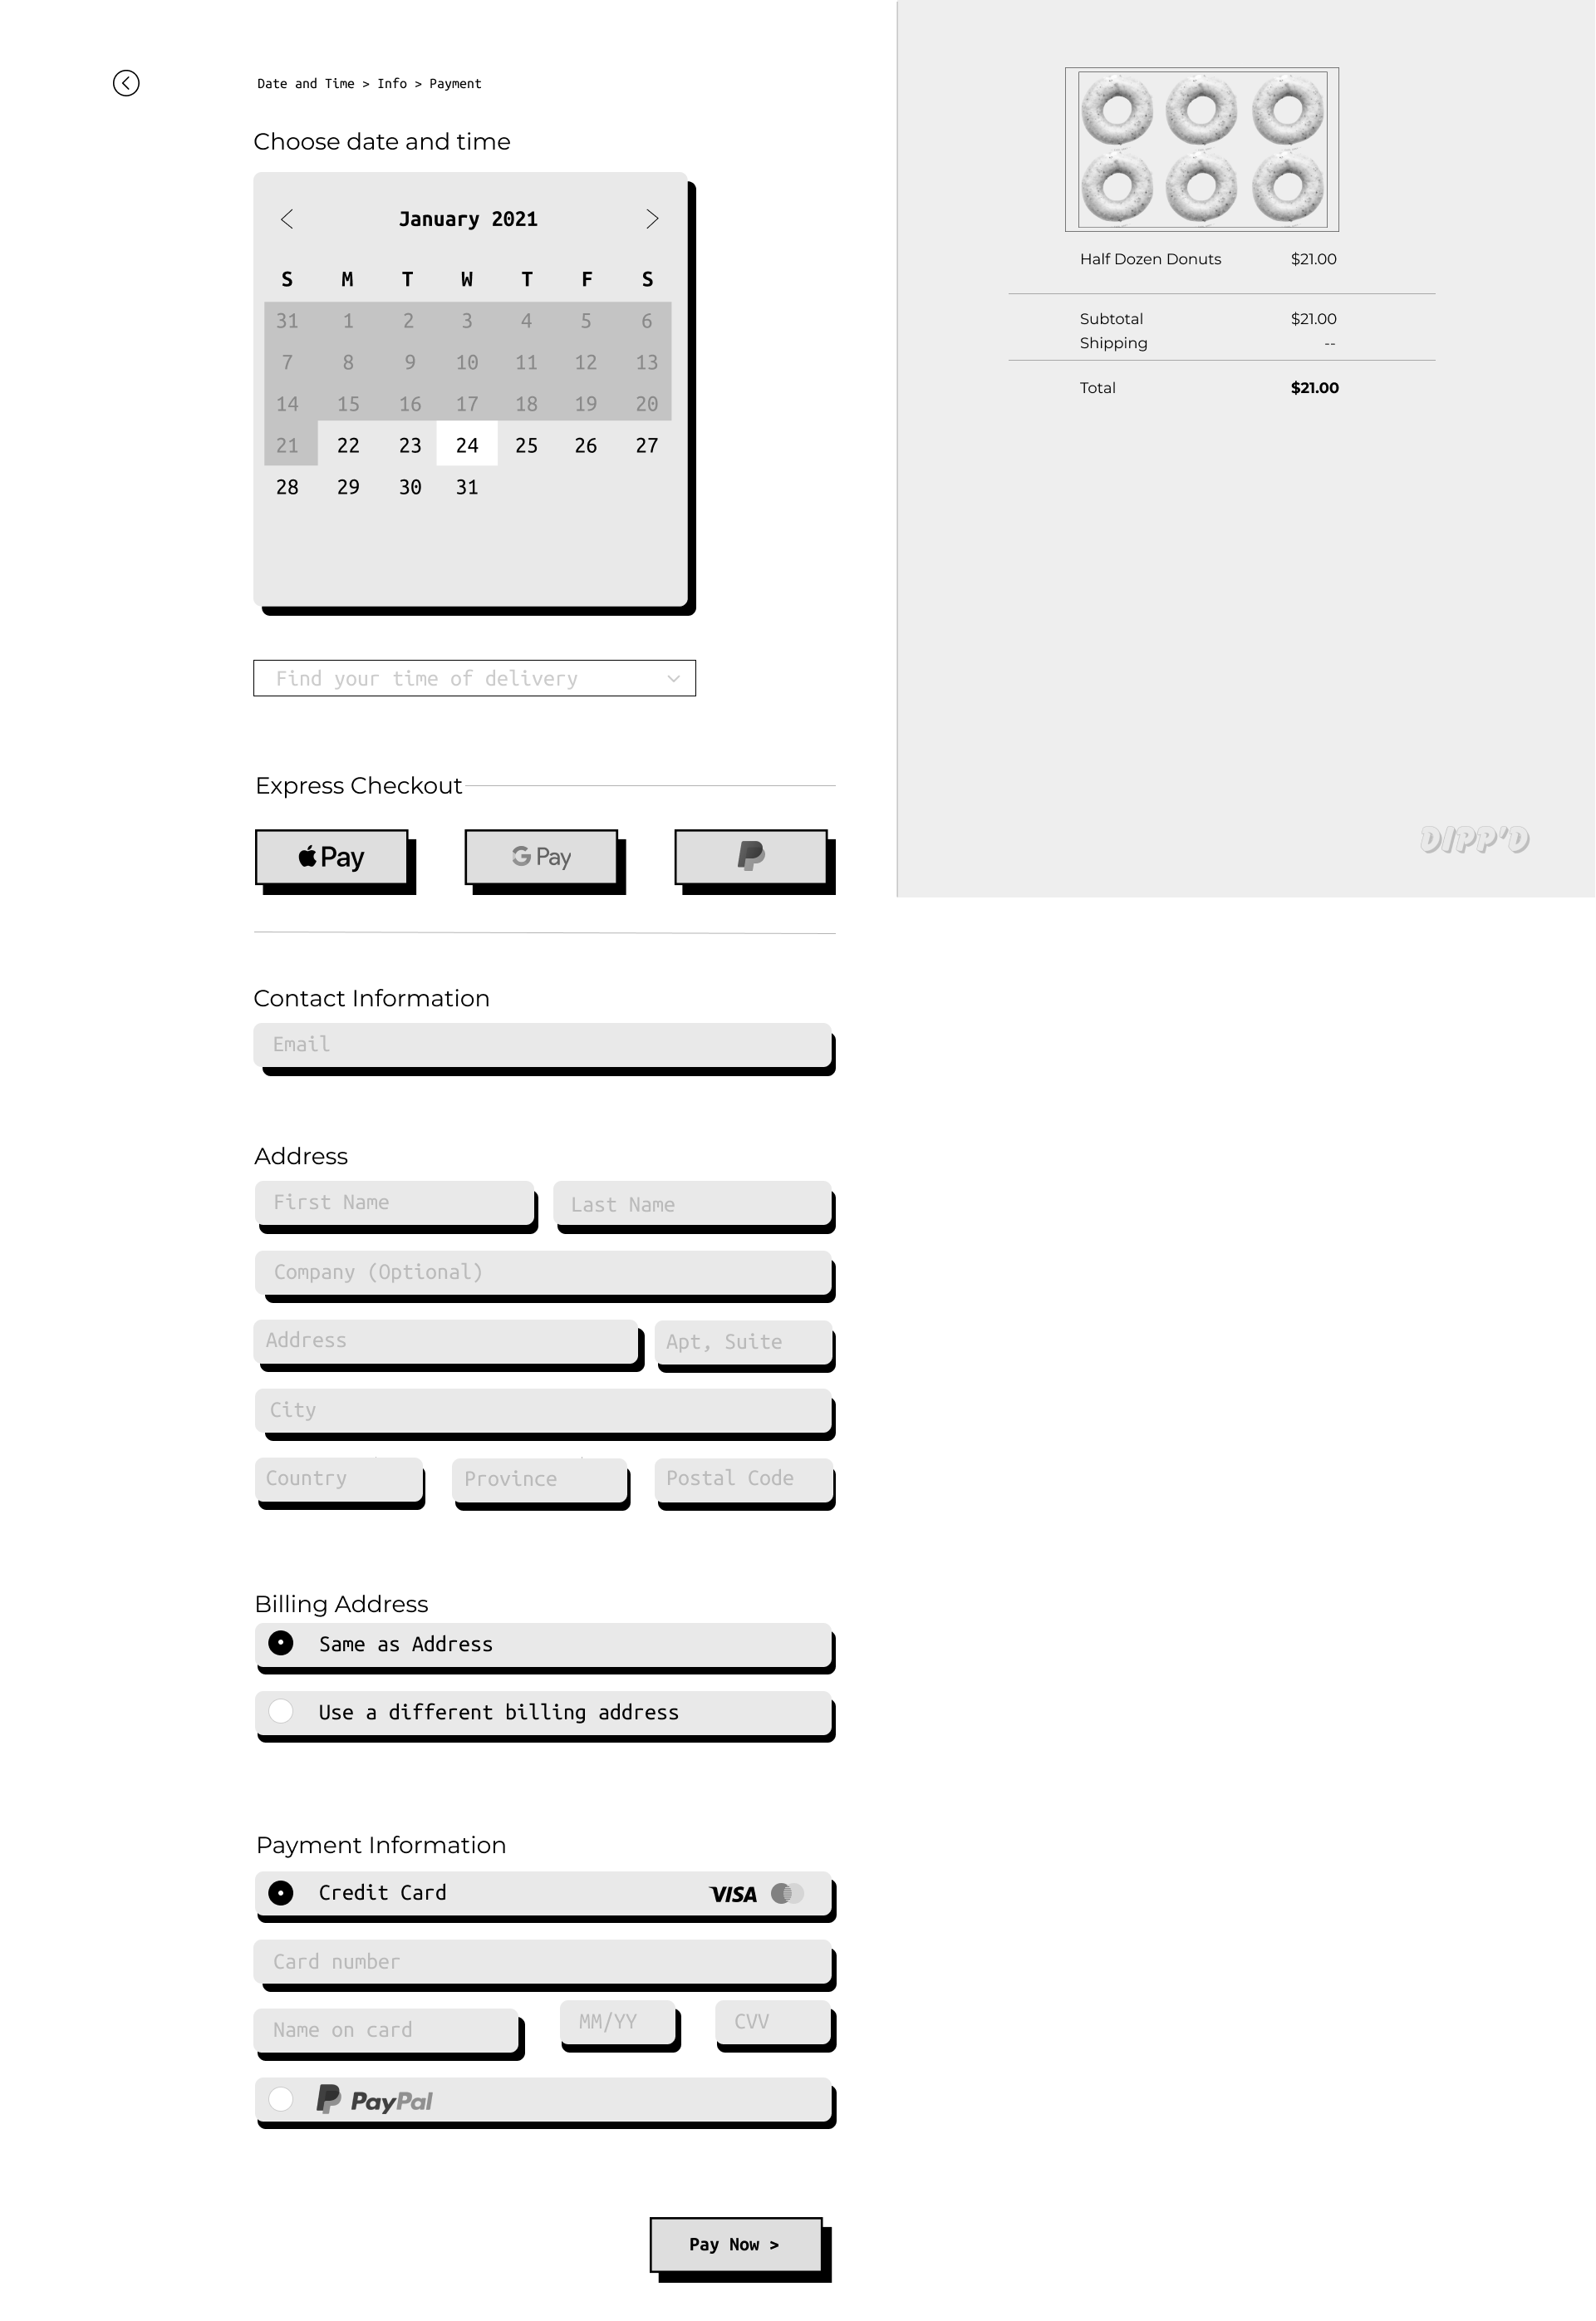 Date and Time > Info > Payment
Choose date and time
January 2021
S M T W T F S
31 1 2 3 4 5 6
7 8 9 10 11 12 13
14 15 16 17 18 19 20
21 22 23 24 25 26 27
28 29 30 31
Find your time of delivery
Express Checkout
Pay
G Pay
P
Contact Information
Email
Address
First Name
Last Name
Company (Optional)
Address
Apt, Suite
City
Country
Province
Postal Code
Billing Address
Same as Address
Use a different billing address
Payment Information
Credit Card
VISA
Card number
Name on card
MM/YY
CVV
PayPal
Pay Now >
Half Dozen Donuts $21.00
Subtotal $21.00
Shipping --
Total $21.00
DIPP'D